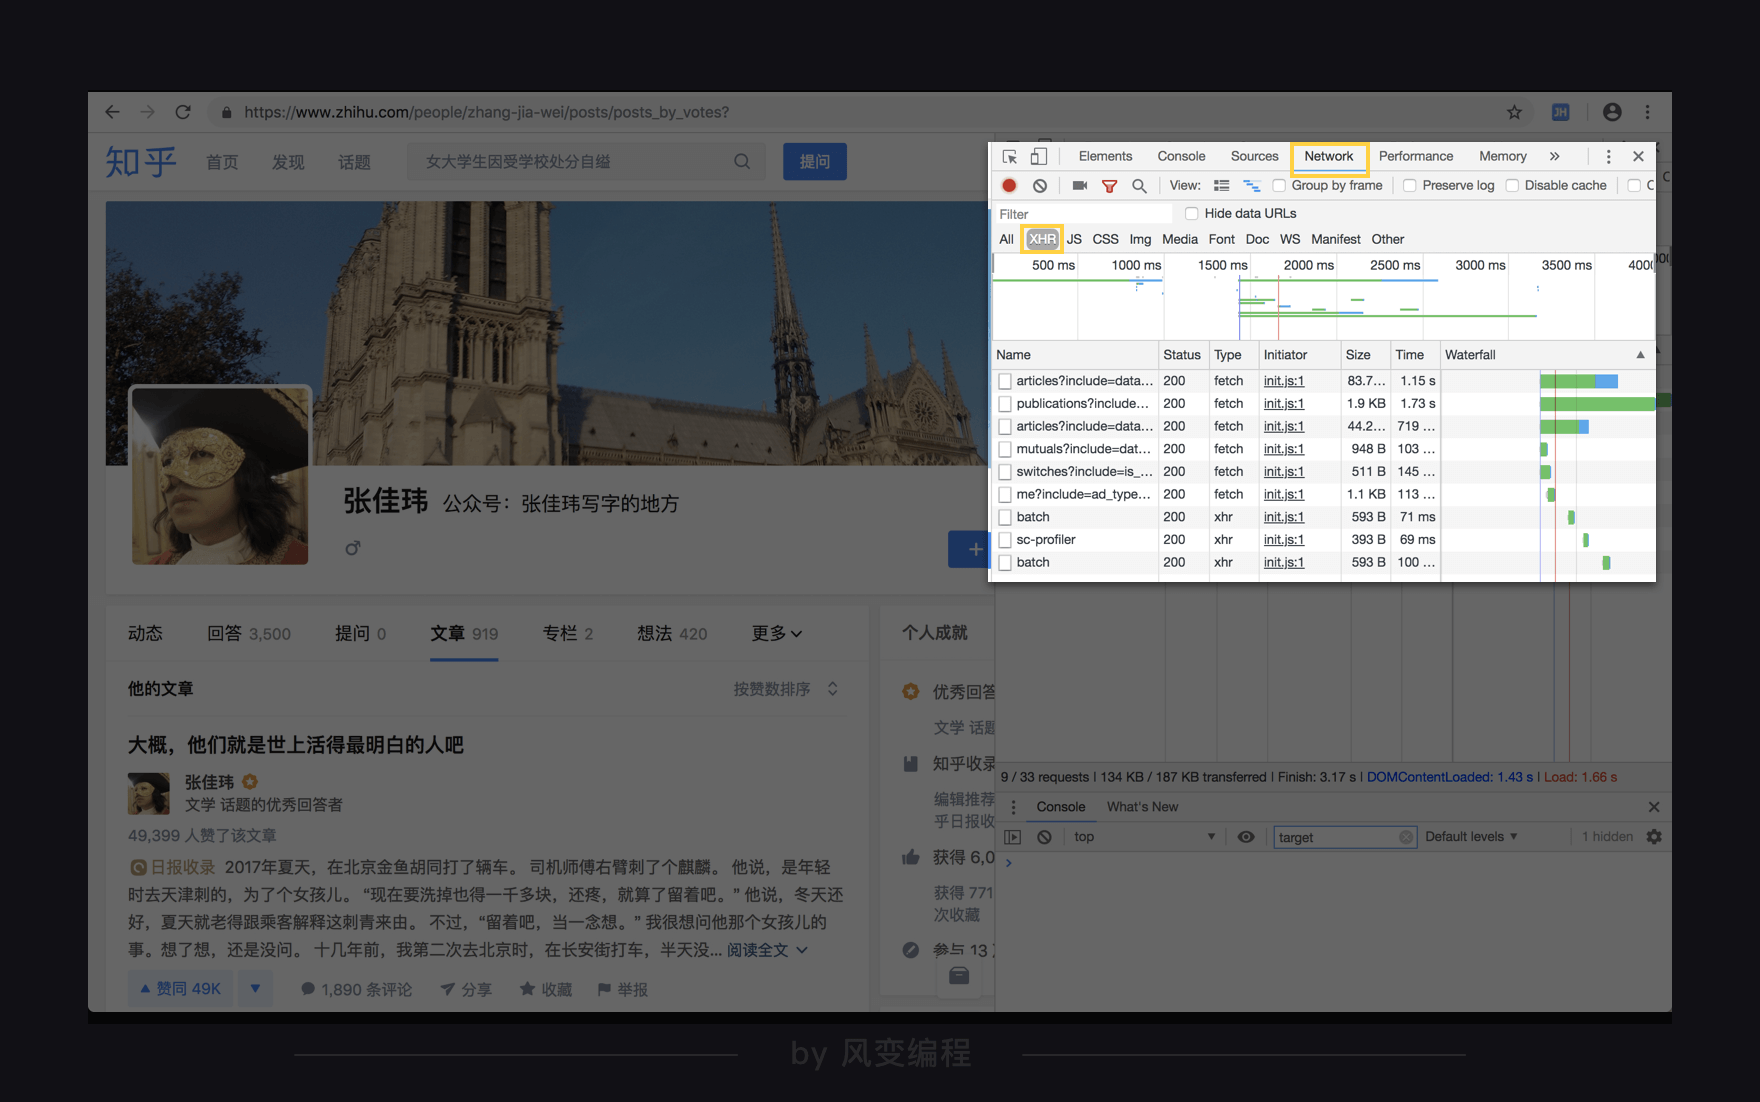 https://www.zhihu.com/people/zhang-jia-wei/posts/posts_by_votes?
JH
知乎 首页 发现 话题 女大学生因受学校处分自缢 提问
张佳玮 公众号：张佳玮写字的地方
动态 回答 3,500 提问 0 文章 919 专栏 2 想法 420 更多
他的文章 按赞数排序
大概，他们就是世上活得最明白的人吧
张佳玮
文学 话题的优秀回答者
49,399 人赞了该文章
日报收录 2017年夏天，在北京金鱼胡同打了辆车。 司机师傅右臂刺了个麒麟。 他说，是年轻
时去天津刺的，为了个女孩儿。 “现在要洗掉也得一千多块，还疼，就算了留着吧。” 他说，冬天还
好，夏天就老得跟乘客解释这刺青来由。 不过，“留着吧，当一念想。” 我很想问他那个女孩儿的
事。想了想，还是没问。 十几年前，我第二次去北京时，在长安街打车，半天没... 阅读全文
赞同 49K 1,890 条评论 分享 收藏 举报
个人成就
优秀回答
文学 话题
知乎收录
编辑推荐
乎日报收
获得 6,0
获得 771
次收藏
参与 13
Elements Console Sources Network Performance Memory »
View: Group by frame Preserve log Disable cache
Filter Hide data URLs
All XHR JS CSS Img Media Font Doc WS Manifest Other
500 ms 1000 ms 1500 ms 2000 ms 2500 ms 3000 ms 3500 ms 400
Name Status Type Initiator Size Time Waterfall
articles?include=data... 200 fetch init.js:1 83.7... 1.15 s
publications?include... 200 fetch init.js:1 1.9 KB 1.73 s
articles?include=data... 200 fetch init.js:1 44.2... 719 ...
mutuals?include=dat... 200 fetch init.js:1 948 B 103 ...
switches?include=is_... 200 fetch init.js:1 511 B 145 ...
me?include=ad_type... 200 fetch init.js:1 1.1 KB 113 ...
batch 200 xhr init.js:1 593 B 71 ms
sc-profiler 200 xhr init.js:1 393 B 69 ms
batch 200 xhr init.js:1 593 B 100 ...
9 / 33 requests | 134 KB / 187 KB transferred | Finish: 3.17 s | DOMContentLoaded: 1.43 s | Load: 1.66 s
Console What's New
top target Default levels 1 hidden
by 风变编程